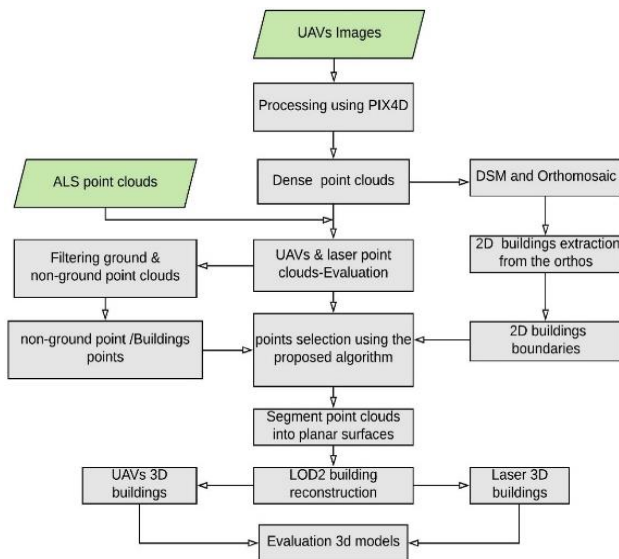 UAVs Images
Processing using PIX4D
ALS point clouds
Dense point clouds
DSM and Orthomosaic
Filtering ground &
non-ground point clouds
UAVs & laser point
clouds-Evaluation
2D buildings extraction
from the orthos
non-ground point /Buildings
points
points selection using the
proposed algorithm
2D buildings
boundaries
Segment point clouds
into planar surfaces
UAVs 3D
buildings
LOD2 building
reconstruction
Laser 3D
buildings
Evaluation 3d models